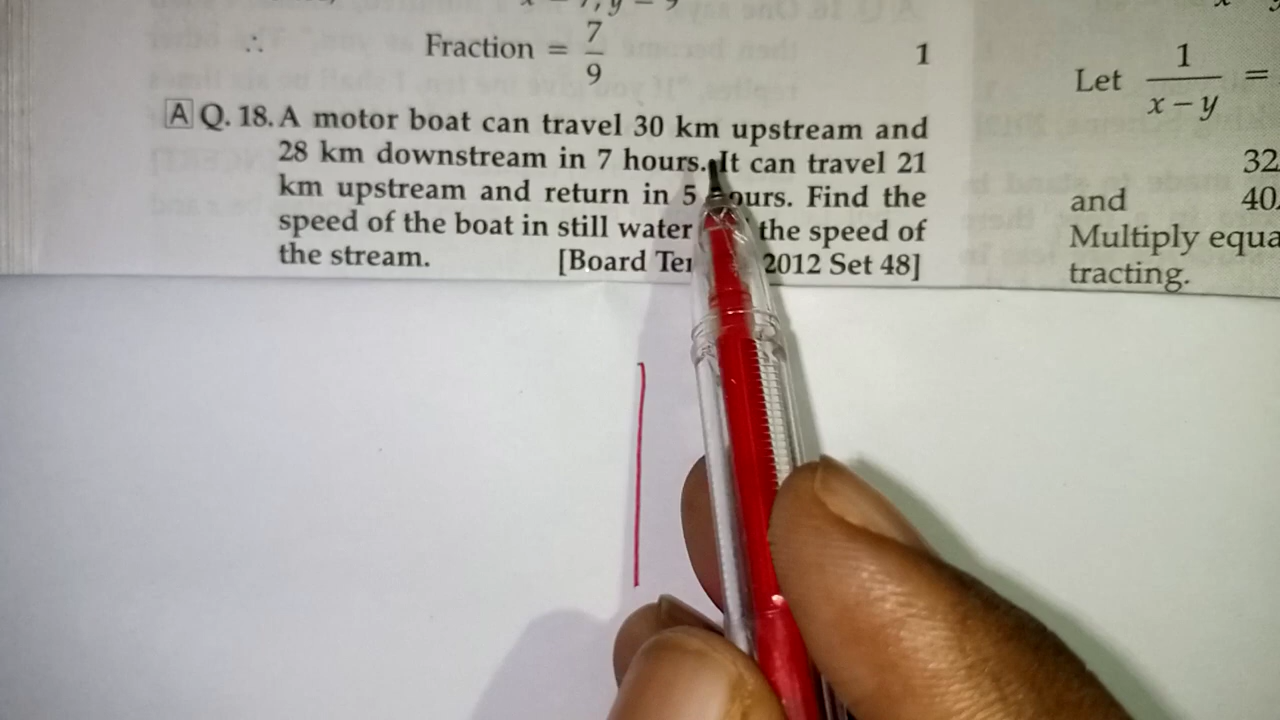 ∴ Fraction = 7/9 1
A Q. 18. A motor boat can travel 30 km upstream and
28 km downstream in 7 hours. It can travel 21
km upstream and return in 5 hours. Find the
speed of the boat in still water the speed of
the stream. [Board 2012 Set 48]
Let 1/(x – y) =
32
and 40
Multiply
tracting.